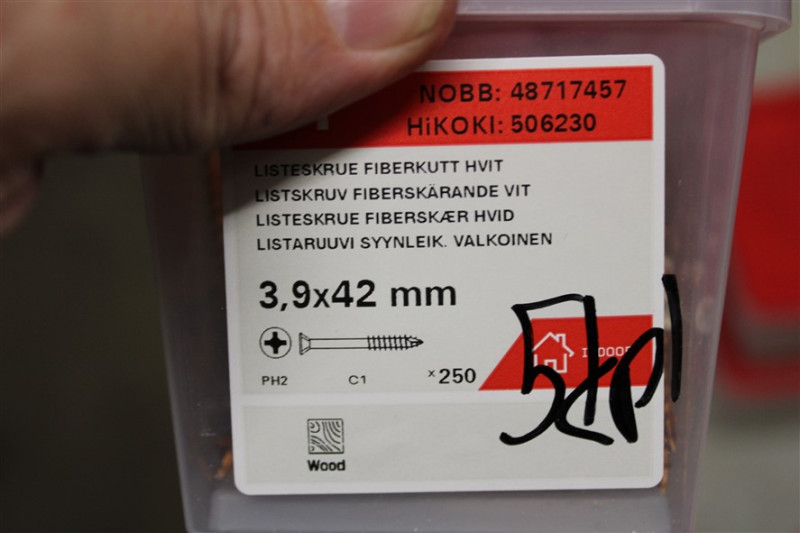 NOBB: 48717457
HiKOKI: 506230
LISTESKRUE FIBERKUTT HVIT
LISTSKRUV FIBERSKÄRANDE VIT
LISTESKRUE FIBERSKÆR HVID
LISTARUUVI SYYNLEIK. VALKOINEN
3,9x42 mm
PH2 C1 x250
Wood